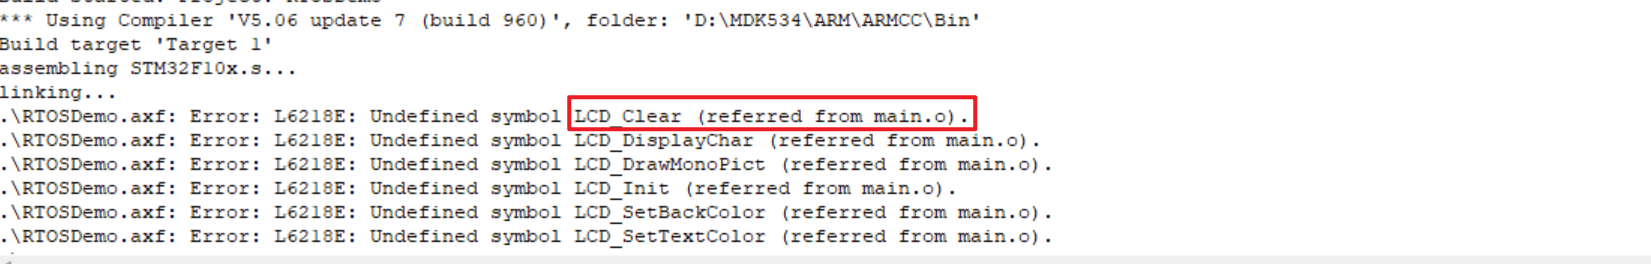 *** Using Compiler 'V5.06 update 7 (build 960)', folder: 'D:\MDK534\ARM\ARMCC\Bin'
Build target 'Target 1'
assembling STM32F10x.s...
linking...
.\RTOSDemo.axf: Error: L6218E: Undefined symbol LCD_Clear (referred from main.o).
.\RTOSDemo.axf: Error: L6218E: Undefined symbol LCD_DisplayChar (referred from main.o).
.\RTOSDemo.axf: Error: L6218E: Undefined symbol LCD_DrawMonoPict (referred from main.o).
.\RTOSDemo.axf: Error: L6218E: Undefined symbol LCD_Init (referred from main.o).
.\RTOSDemo.axf: Error: L6218E: Undefined symbol LCD_SetBackColor (referred from main.o).
.\RTOSDemo.axf: Error: L6218E: Undefined symbol LCD_SetTextColor (referred from main.o).